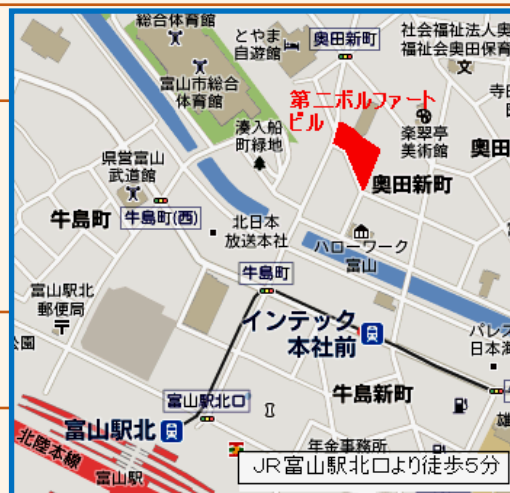 総合体育館
とやま
自遊館
奥田新町
社会福祉法人奥
福祉会奥田保育
富山市総合
体育館
第二ボルファート
ビル
寺田
湊入船
町緑地
楽翠亭
美術館
奥田
県営富山
武道館
奥田新町
牛島町
牛島町(西)
北日本
放送本社
ハローワーク
富山
牛島町
富山駅北
郵便局
インテック
本社前
パレス
日本海
公園
牛島新町
富山駅北口
富山駅北
北陸本線
年金事務所
富山駅
JR富山駅北口より徒歩5分